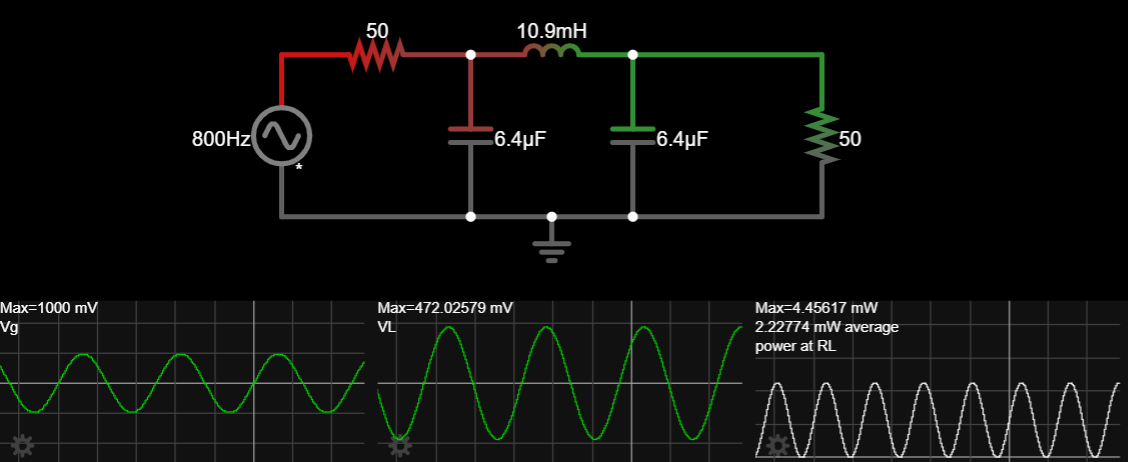 50
10.9mH
800Hz
*
6.4µF
6.4µF
50
Max=1000 mV
Vg
Max=472.02579 mV
VL
Max=4.45617 mW
2.22774 mW average
power at RL